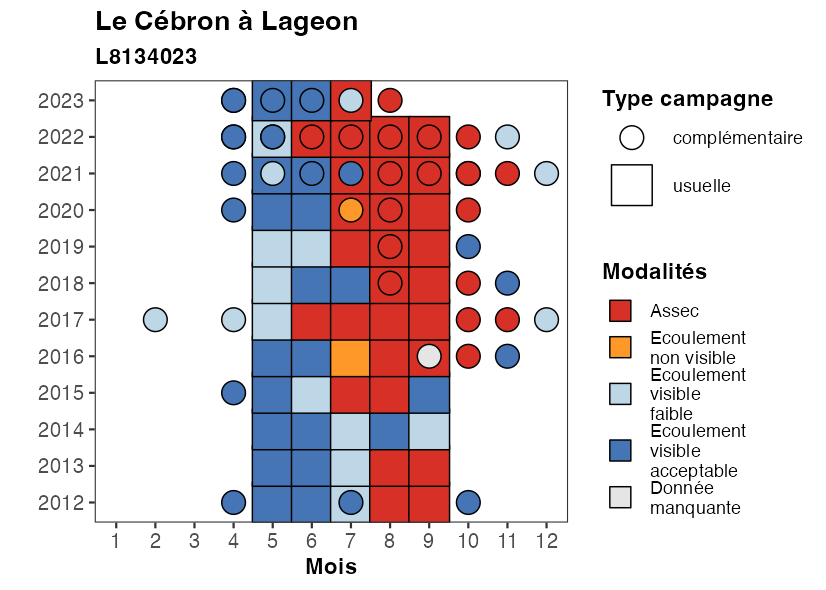 Le Cébron à Lageon
L8134023
2023
2022
2021
2020
2019
2018
2017
2016
2015
2014
2013
2012
1 2 3 4 5 6 7 8 9 10 11 12
Mois
Type campagne
complémentaire
usuelle
Modalités
Assec
Ecoulement
non visible
Ecoulement
visible
faible
Ecoulement
visible
acceptable
Donnée
manquante